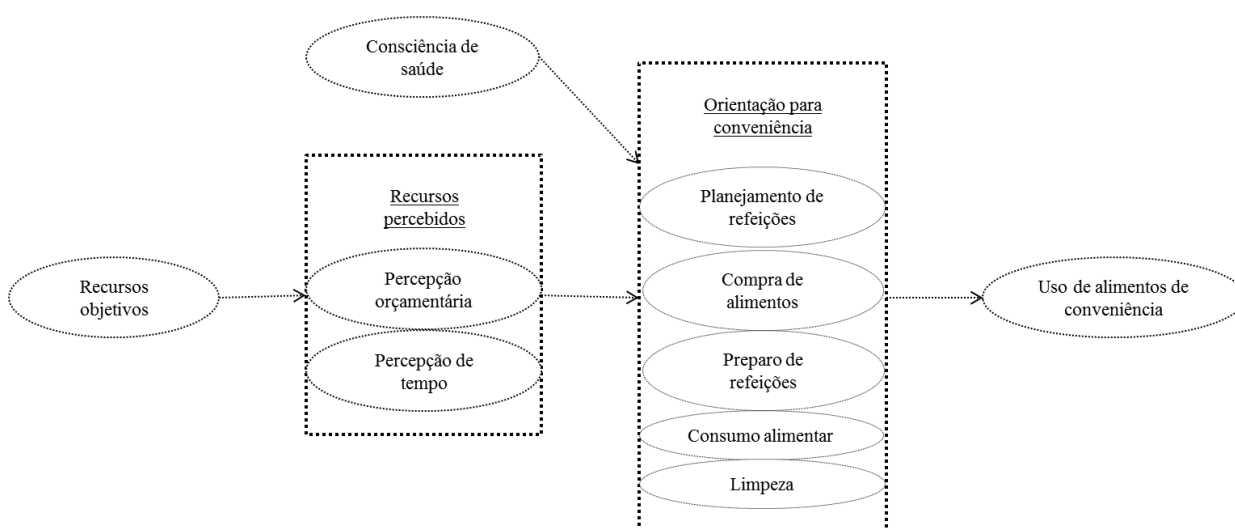 Consciência de
saúde
Orientação para
conveniência
Recursos
percebidos
Planejamento de
refeições
Recursos
objetivos
Percepção
orçamentária
Compra de
alimentos
Uso de alimentos de
conveniência
Percepção de
tempo
Preparo de
refeições
Consumo alimentar
Limpeza